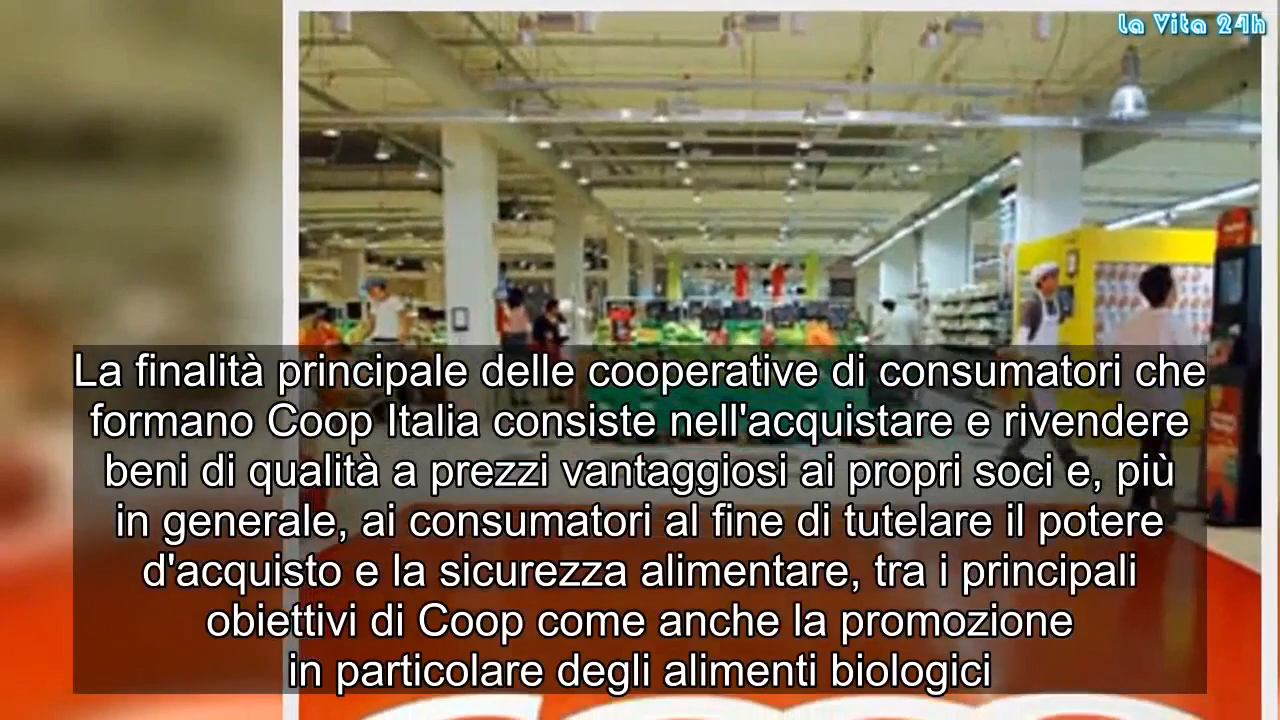 la Vita 24h
La finalità principale delle cooperative di consumatori che
formano Coop Italia consiste nell'acquistare e rivendere
beni di qualità a prezzi vantaggiosi ai propri soci e, più
in generale, ai consumatori al fine di tutelare il potere
d'acquisto e la sicurezza alimentare, tra i principali
obiettivi di Coop come anche la promozione
in particolare degli alimenti biologici